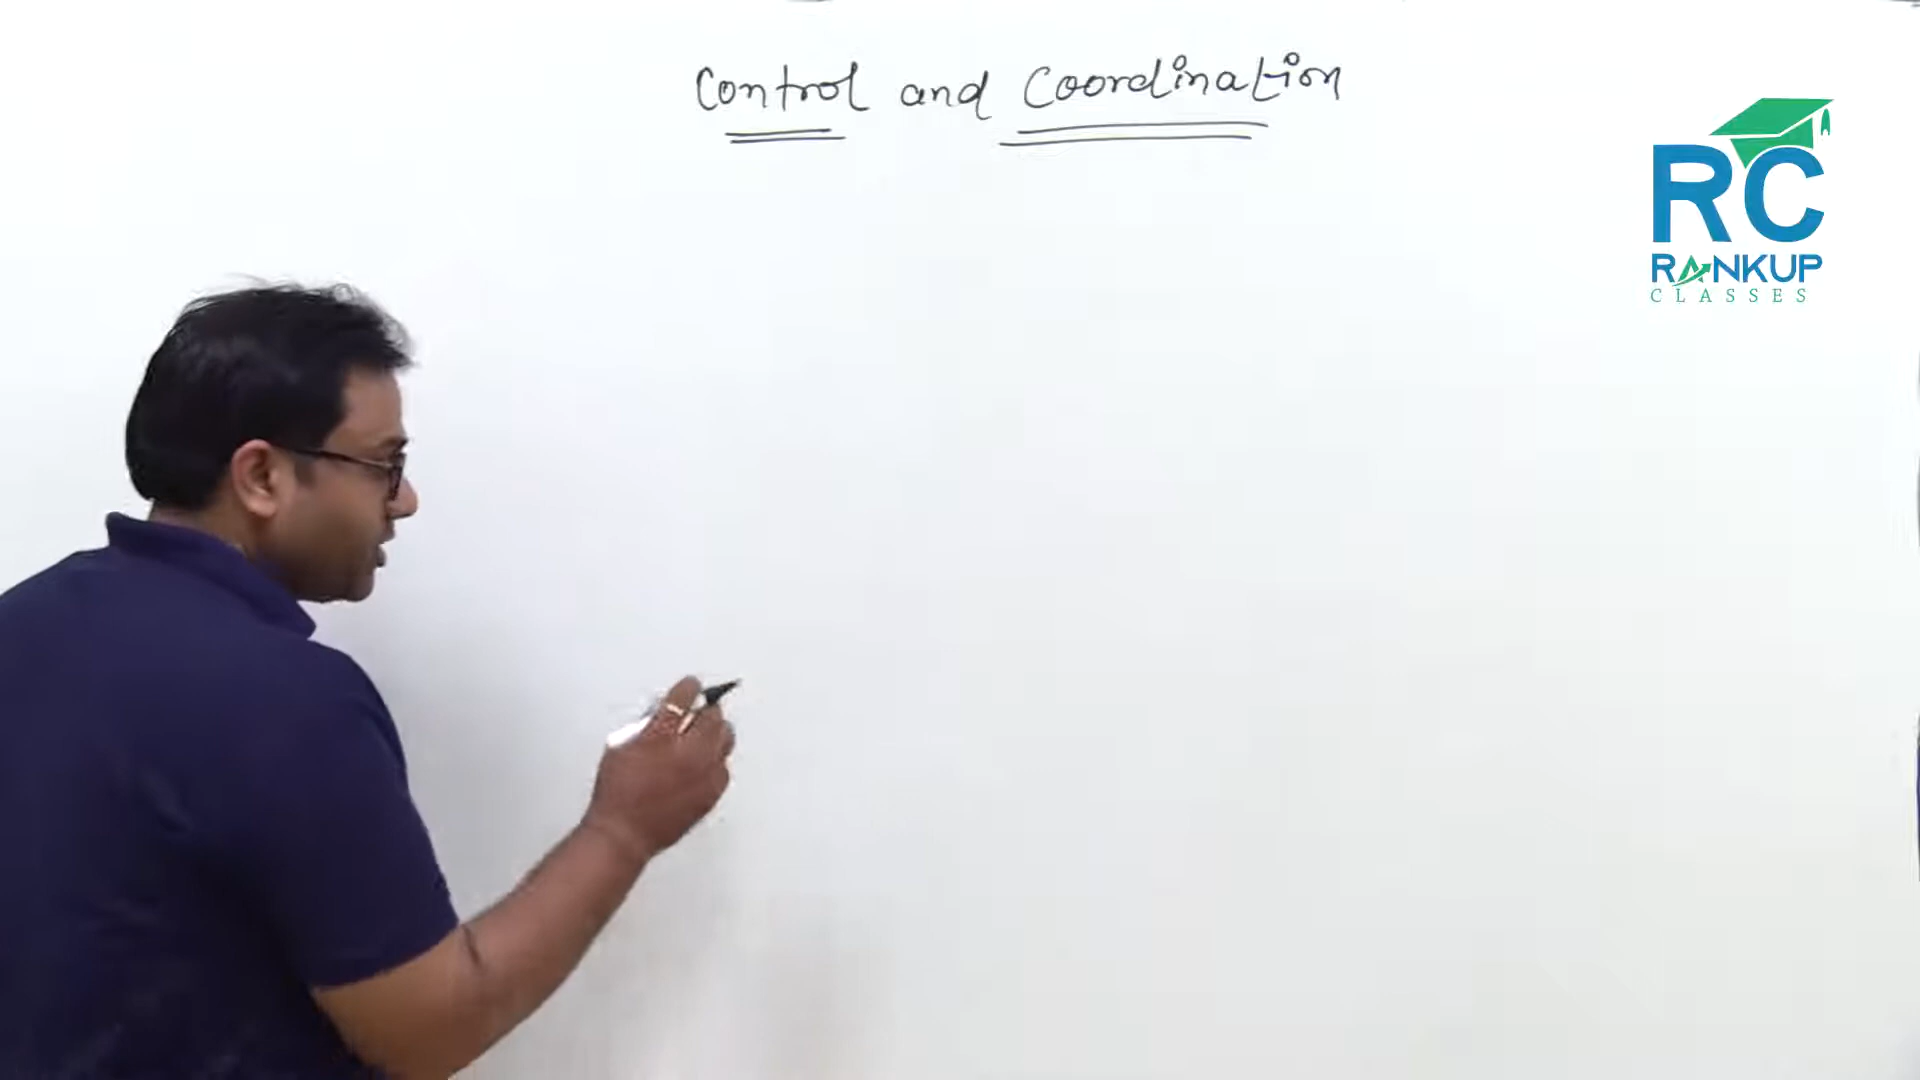 Control and Coordination
RC
RANKUP
CLASSES